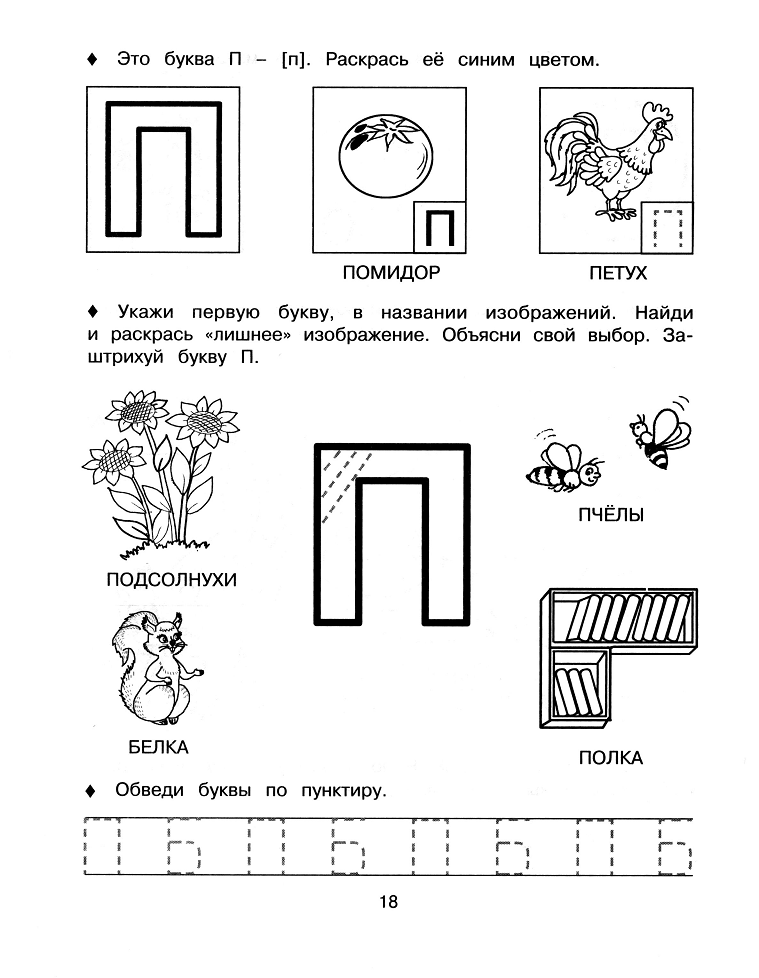 ♦ Это буква П – [п]. Раскрась её синим цветом.
П
П
П
ПОМИДОР
ПЕТУХ
♦ Укажи первую букву, в названии изображений. Найди
и раскрась «лишнее» изображение. Объясни свой выбор. За-
штрихуй букву П.
П
ПЧЁЛЫ
ПОДСОЛНУХИ
БЕЛКА
ПОЛКА
♦ Обведи буквы по пунктиру.
П Б П Б П Б П Б
18